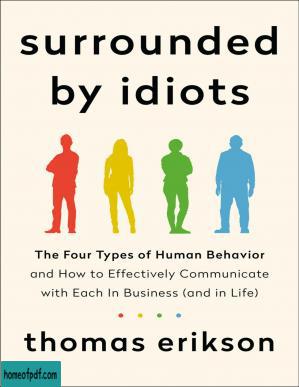 surrounded
by idiots
The Four Types of Human Behavior
and How to Effectively Communicate
with Each In Business (and in Life)
thomas erikson
homeofpdf.com